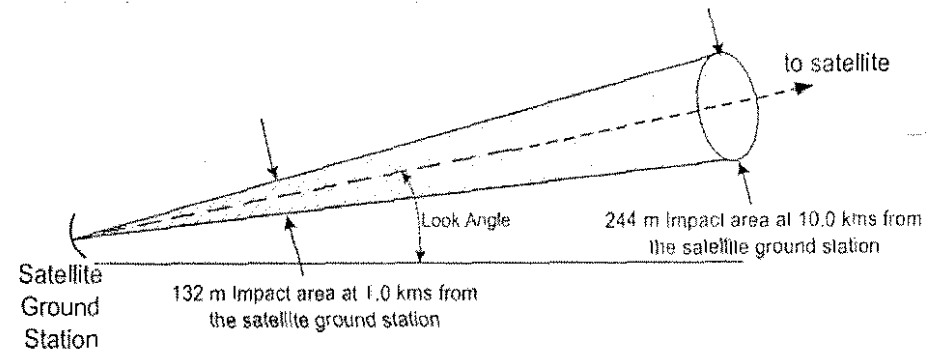 to satellite
Look Angle
244 m Impact area at 10.0 kms from
the satellite ground station
Satellite
Ground
Station
132 m Impact area at 1.0 kms from
the satellite ground station